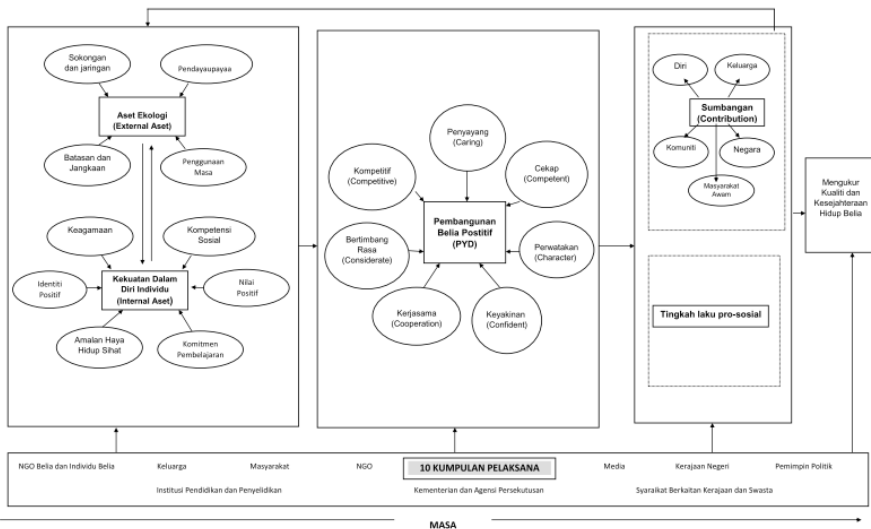 Sokongan
dan jaringan
Pendayaupayaa
Aset Ekologi
(External Aset)
Batasan dan
Jangkaan
Penggunaan
Masa
Keagamaan
Kompetensi
Sosial
Identiti
Positif
Kekuatan Dalam
Diri Individu
(Internal Aset)
Nilai
Positif
Amalan Haya
Hidup Sihat
Komitmen
Pembelajaran
Penyayang
(Caring)
Kompetitif
(Competitive)
Cekap
(Competent)
Pembangunan
Belia Postitif
(PYD)
Bertimbang
Rasa
(Considerate)
Perwatakan
(Character)
Kerjasama
(Cooperation)
Keyakinan
(Confident)
Diri
Keluarga
Sumbangan
(Contribution)
Komuniti
Negara
Masyarakat
Awam
Tingkah laku pro-sosial
Mengukur
Kualiti dan
Kesejahteraan
Hidup Belia
NGO Belia dan Individu Belia
Keluarga
Masyarakat
NGO
10 KUMPULAN PELAKSANA
Media
Kerajaan Negeri
Pemimpin Politik
Institusi Pendidikan dan Penyelidikan
Kementerian dan Agensi Persekutusan
Syaraikat Berkaitan Kerajaan dan Swasta
MASA